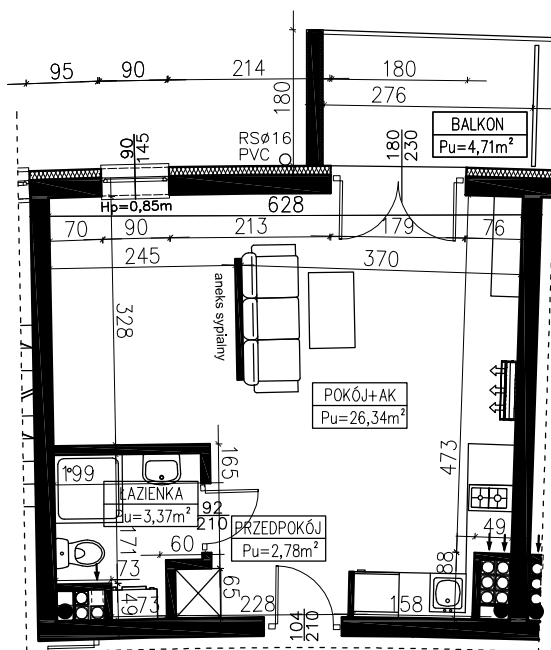 95 90 214 180
180
276
BALKON
Pu=4,71m²
RSø16
PVC
90
145
180
230
Hp=0,85m
628
70 90 213 179 76
245 370
328
aneks sypialny
POKÓJ+AK
Pu=26,34m²
473
165
199
ŁAZIENKA
u=3,37m²
92
210
PRZEDPOKÓJ
Pu=2,78m²
171
60
49
88
73
49
73
65
228
158
104
210